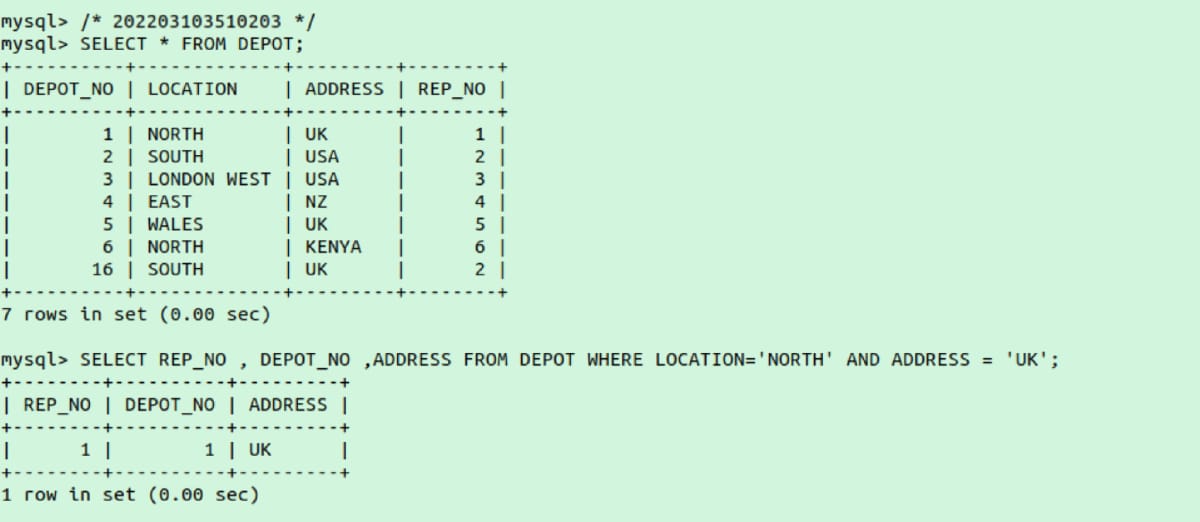 mysql> /* 202203103510203 */
mysql> SELECT * FROM DEPOT;
+----------+-------------+---------+--------+
| DEPOT_NO | LOCATION    | ADDRESS | REP_NO |
+----------+-------------+---------+--------+
|        1 | NORTH       | UK      |      1 |
|        2 | SOUTH       | USA     |      2 |
|        3 | LONDON WEST | USA     |      3 |
|        4 | EAST        | NZ      |      4 |
|        5 | WALES       | UK      |      5 |
|        6 | NORTH       | KENYA   |      6 |
|       16 | SOUTH       | UK      |      2 |
+----------+-------------+---------+--------+
7 rows in set (0.00 sec)
mysql> SELECT REP_NO , DEPOT_NO ,ADDRESS FROM DEPOT WHERE LOCATION='NORTH' AND ADDRESS = 'UK';
+--------+----------+---------+
| REP_NO | DEPOT_NO | ADDRESS |
+--------+----------+---------+
|      1 |        1 | UK      |
+--------+----------+---------+
1 row in set (0.00 sec)